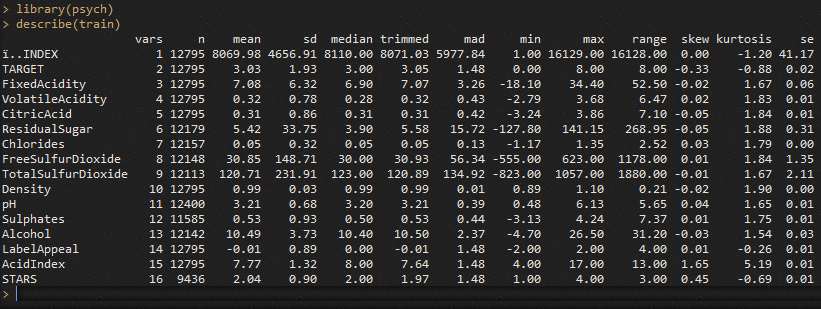 > library(psych)
> describe(train)
vars n mean sd median trimmed mad min max range skew kurtosis se
ï..INDEX 1 12795 8069.98 4656.91 8110.00 8071.03 5977.84 1.00 16129.00 16128.00 0.00 -1.20 41.17
TARGET 2 12795 3.03 1.93 3.00 3.05 1.48 0.00 8.00 8.00 -0.33 -0.88 0.02
FixedAcidity 3 12795 7.08 6.32 6.90 7.07 3.26 -18.10 34.40 52.50 -0.02 1.67 0.06
VolatileAcidity 4 12795 0.32 0.78 0.28 0.32 0.43 -2.79 3.68 6.47 0.02 1.83 0.01
CitricAcid 5 12795 0.31 0.86 0.31 0.31 0.42 -3.24 3.86 7.10 -0.05 1.84 0.01
ResidualSugar 6 12179 5.42 33.75 3.90 5.58 15.72 -127.80 141.15 268.95 -0.05 1.88 0.31
Chlorides 7 12157 0.05 0.32 0.05 0.05 0.13 -1.17 1.35 2.52 0.03 1.79 0.00
FreeSulfurDioxide 8 12148 30.85 148.71 30.00 30.93 56.34 -555.00 623.00 1178.00 0.01 1.84 1.35
TotalSulfurDioxide 9 12113 120.71 231.91 123.00 120.89 134.92 -823.00 1057.00 1880.00 -0.01 1.67 2.11
Density 10 12795 0.99 0.03 0.99 0.99 0.01 0.89 1.10 0.21 -0.02 1.90 0.00
pH 11 12400 3.21 0.68 3.20 3.21 0.39 0.48 6.13 5.65 0.04 1.65 0.01
Sulphates 12 11585 0.53 0.93 0.50 0.53 0.44 -3.13 4.24 7.37 0.01 1.75 0.01
Alcohol 13 12142 10.49 3.73 10.40 10.50 2.37 -4.70 26.50 31.20 -0.03 1.54 0.03
LabelAppeal 14 12795 -0.01 0.89 0.00 -0.01 1.48 -2.00 2.00 4.00 0.01 -0.26 0.01
AcidIndex 15 12795 7.77 1.32 8.00 7.64 1.48 4.00 17.00 13.00 1.65 5.19 0.01
STARS 16 9436 2.04 0.90 2.00 1.97 1.48 1.00 4.00 3.00 0.45 -0.69 0.01
>